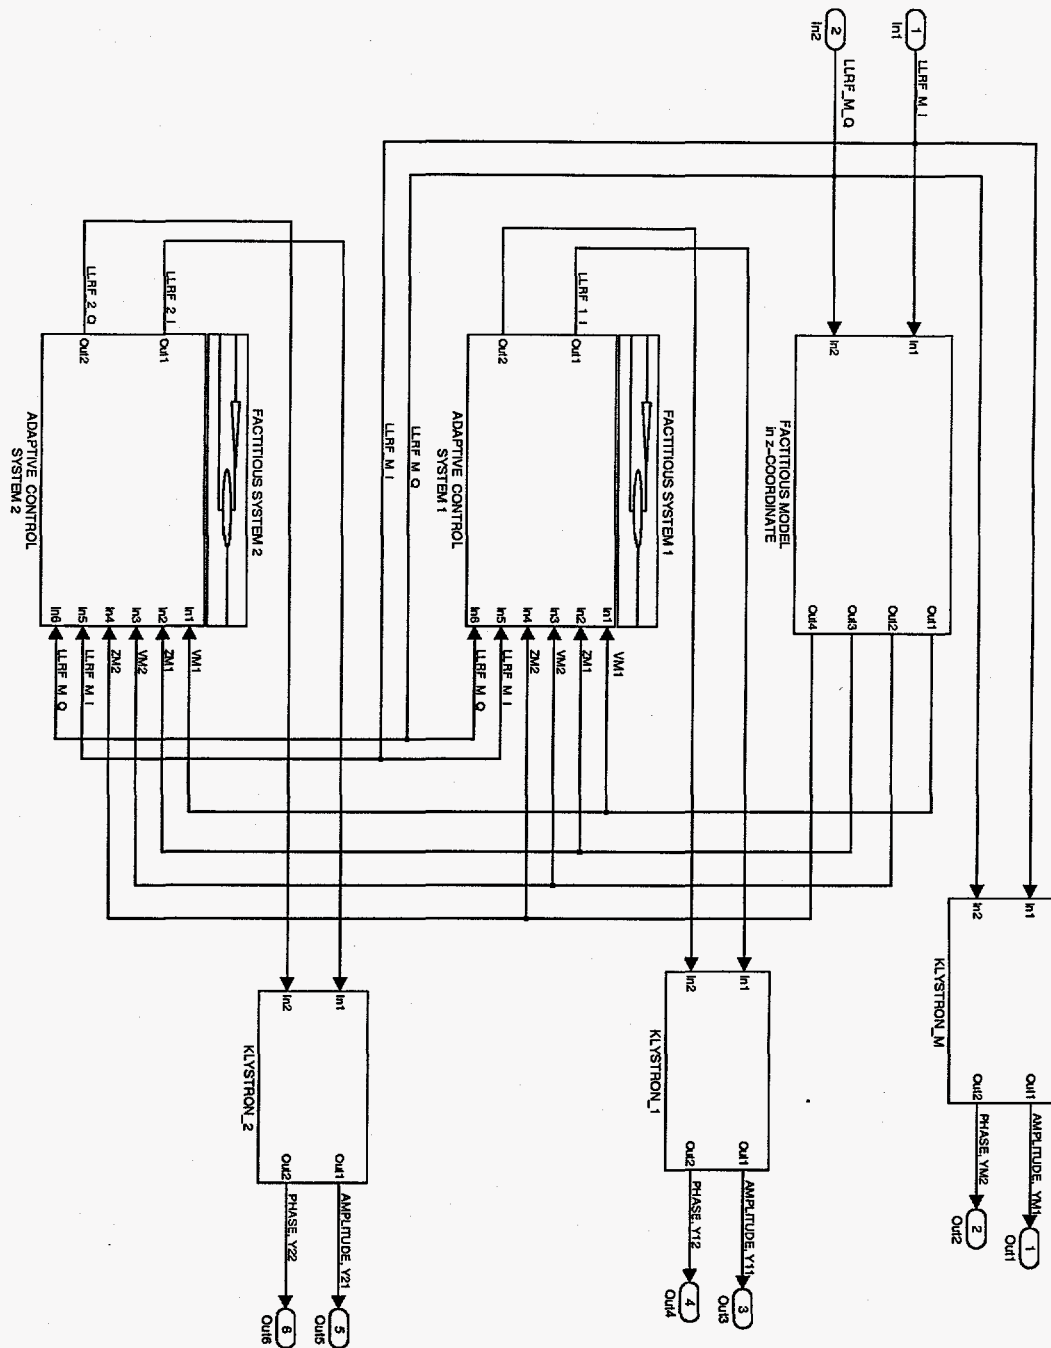 1
In1
LLRF_M_I
2
In2
LLRF_M_Q
In1
In2
KLYSTRON_M
Out1
Out2
AMPLITUDE, YM1
PHASE, YM2
1
Out1
2
Out2
In1
In2
FACTITIOUS MODEL
in z-COORDINATE
Out1
Out2
Out3
Out4
FACTITIOUS SYSTEM 1
LLRF_1_I
Out1
Out2
ADAPTIVE CONTROL
SYSTEM 1
In1
In2
In3
In4
In5
In6
VM1
ZM1
VM2
ZM2
LLRF_M_I
LLRF_M_Q
In1
In2
KLYSTRON_1
Out1
Out2
AMPLITUDE, Y11
PHASE, Y12
3
Out3
4
Out4
LLRF_M_Q
LLRF_M_I
FACTITIOUS SYSTEM 2
LLRF_2_I
LLRF_2_Q
Out1
Out2
ADAPTIVE CONTROL
SYSTEM 2
In1
In2
In3
In4
In5
In6
VM1
ZM1
VM2
ZM2
LLRF_M_I
LLRF_M_Q
In1
In2
KLYSTRON_2
Out1
Out2
AMPLITUDE, Y21
PHASE, Y22
5
Out5
6
Out6